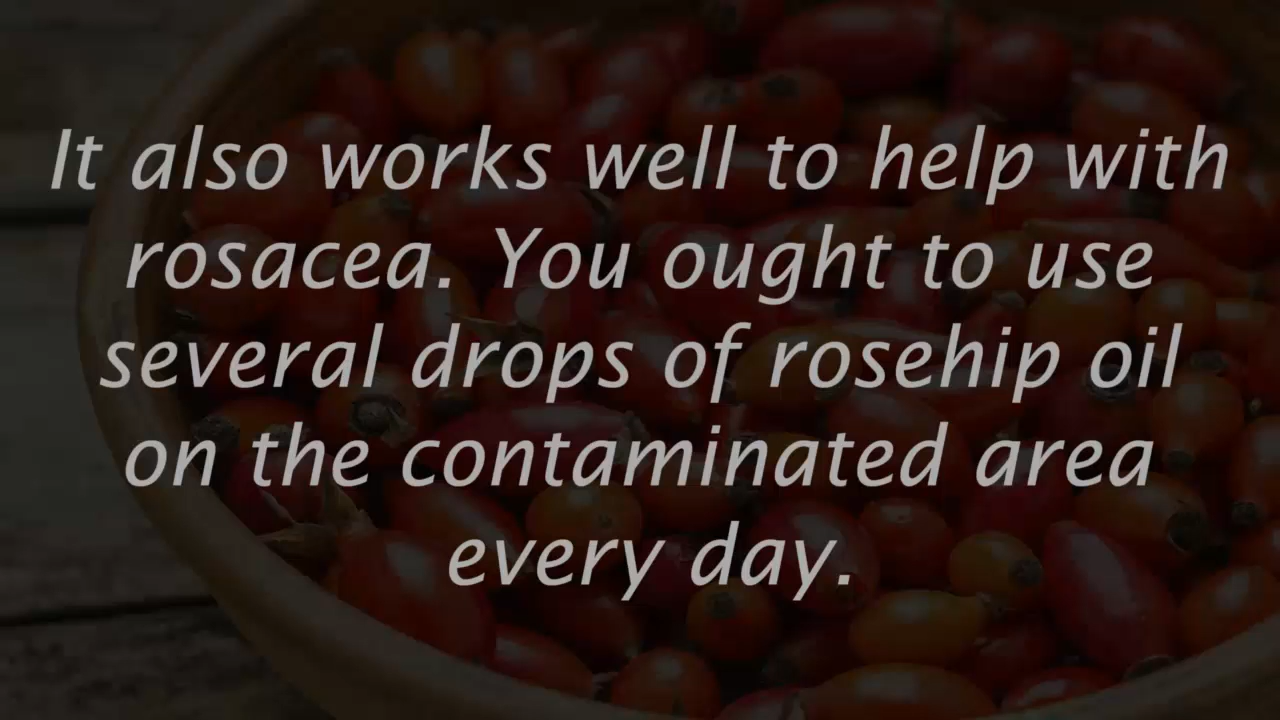 It also works well to help with
rosacea. You ought to use
several drops of rosehip oil
on the contaminated area
every day.